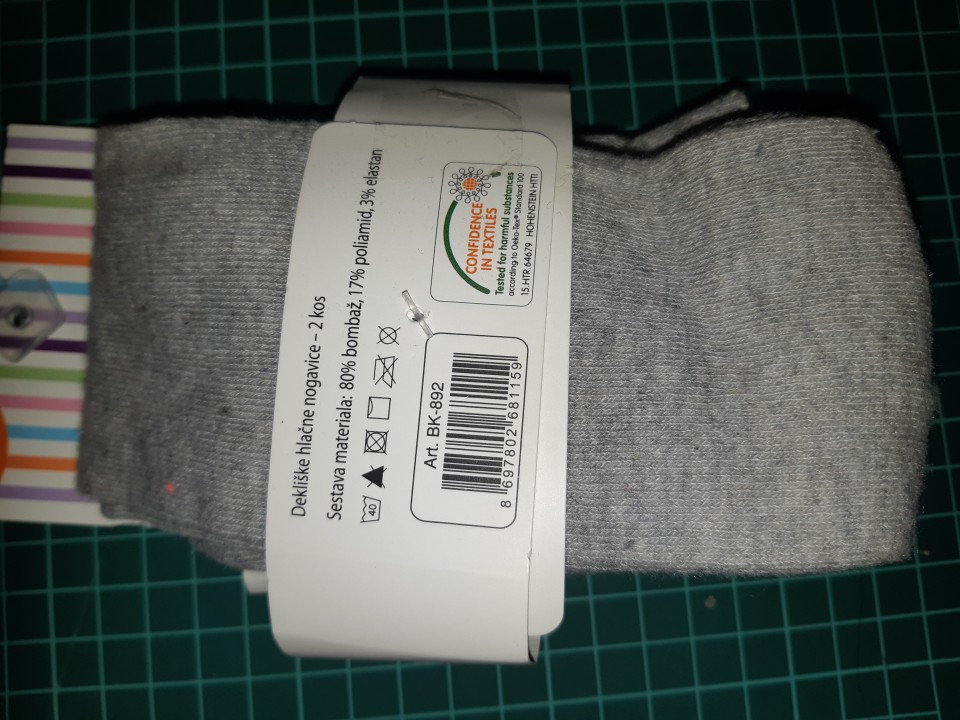 Dekliške hlačne nogavice – 2 kos
Sestava materiala: 80% bombaž, 17% poliamid, 3% elastan
40
CONFIDENCE
IN TEXTILES
Tested for harmful substances
according to Oeko-Tex® Standard 100
15.HTR.64679 HOHENSTEIN HTTI
Art. BK-892
8 697802 681159